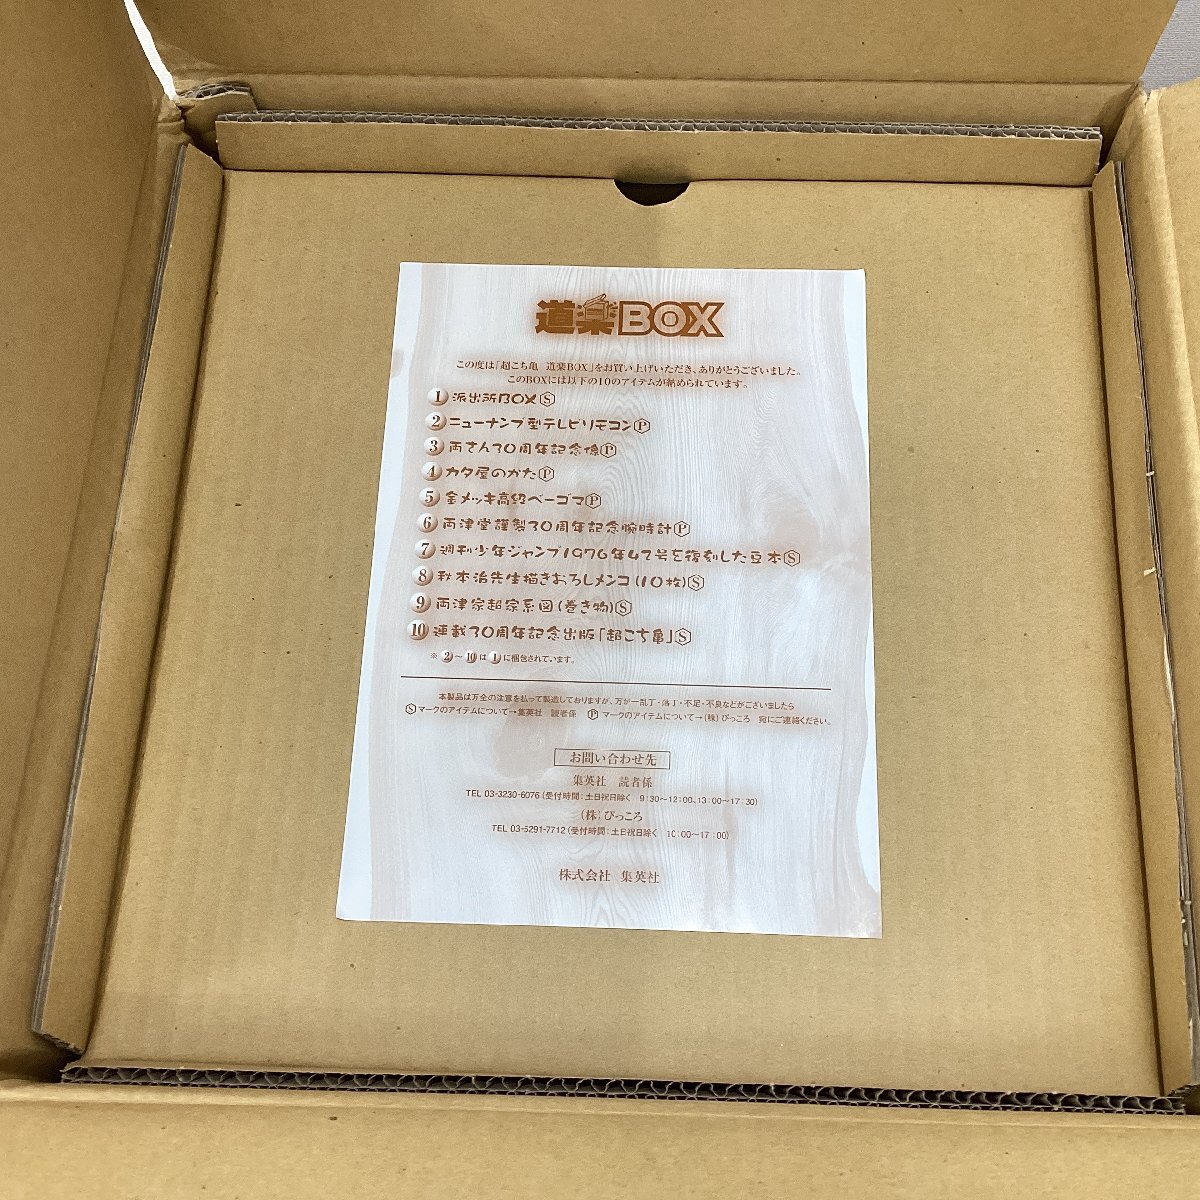 道楽BOX
この度は「超こち亀 道楽BOX」をお買い上げいただき、ありがとうございました。
このBOXには以下の10のアイテムが納められています。
1 派出所BOXⓈ
2 ニューナンブ型テレビリモコンⓅ
3 両さん30周年記念像Ⓟ
4 カタ屋のかたⓅ
5 金メッキ高級ベーゴマⓅ
6 両津堂謹製30周年記念腕時計Ⓟ
7 週刊少年ジャンプ1976年42号を復刻した豆本Ⓢ
8 秋本治先生描きおろしメンコ(10枚)Ⓢ
9 両津家超家系図(巻き物)Ⓢ
10 連載30周年記念出版「超こち亀」Ⓢ
※ 2～10は1に梱包されています。
本製品は万全の注意を払って製造しておりますが、万が一乱丁・落丁・不足・不良などがございましたら
Ⓢマークのアイテムについて→集英社 読者係 Ⓟマークのアイテムについて→(株)ぴっころ 宛にご連絡ください。
お問い合わせ先
集英社 読者係
TEL 03-3230-6076(受付時間:土日祝日除く 9:30～12:00、13:00～17:30)
(株)ぴっころ
TEL 03-5291-7712(受付時間:土日祝日除く 10:00～17:00)
株式会社 集英社